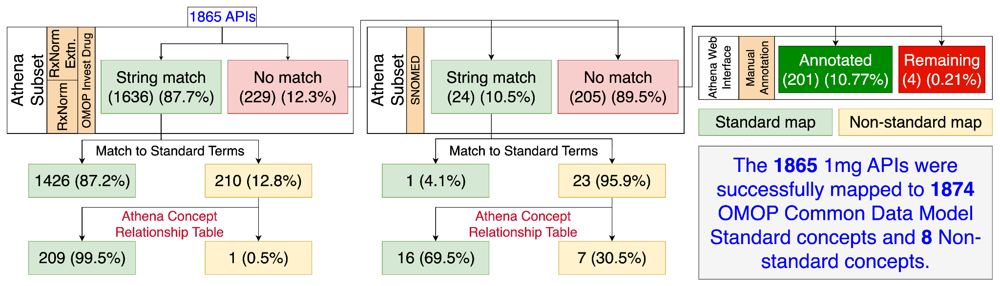 1865 APIs
Athena
Subset
RxNorm
RxNorm
Extn.
OMOP Invest Drug
String match
(1636) (87.7%)
No match
(229) (12.3%)
Match to Standard Terms
1426 (87.2%)
210 (12.8%)
Athena Concept
Relationship Table
209 (99.5%)
1 (0.5%)
Athena
Subset
SNOMED
String match
(24) (10.5%)
No match
(205) (89.5%)
Match to Standard Terms
1 (4.1%)
23 (95.9%)
Athena Concept
Relationship Table
16 (69.5%)
7 (30.5%)
Athena Web
Interface
Manual
Annotation
Annotated
(201) (10.77%)
Remaining
(4) (0.21%)
Standard map
Non-standard map
The 1865 1mg APIs were
successfully mapped to 1874
OMOP Common Data Model
Standard concepts and 8 Non-
standard concepts.